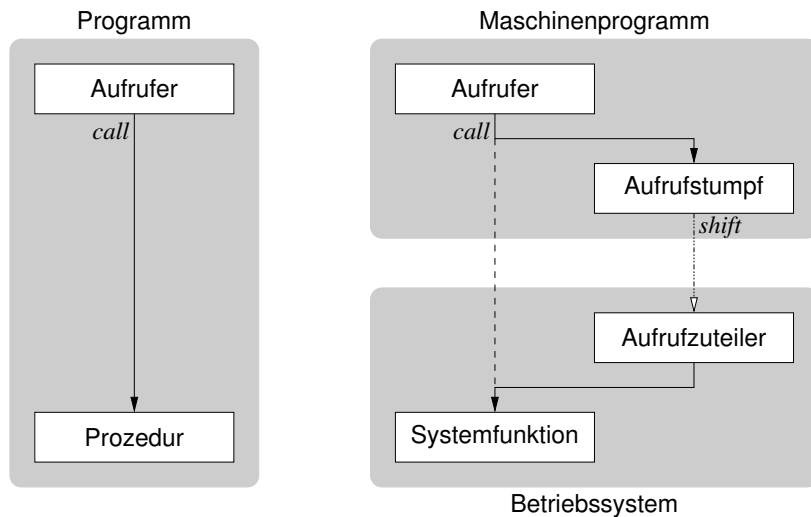 Programm
Aufrufer
call
Prozedur
Maschinenprogramm
Aufrufer
call
Aufrufstumpf
shift
Aufrufzuteiler
Systemfunktion
Betriebssystem